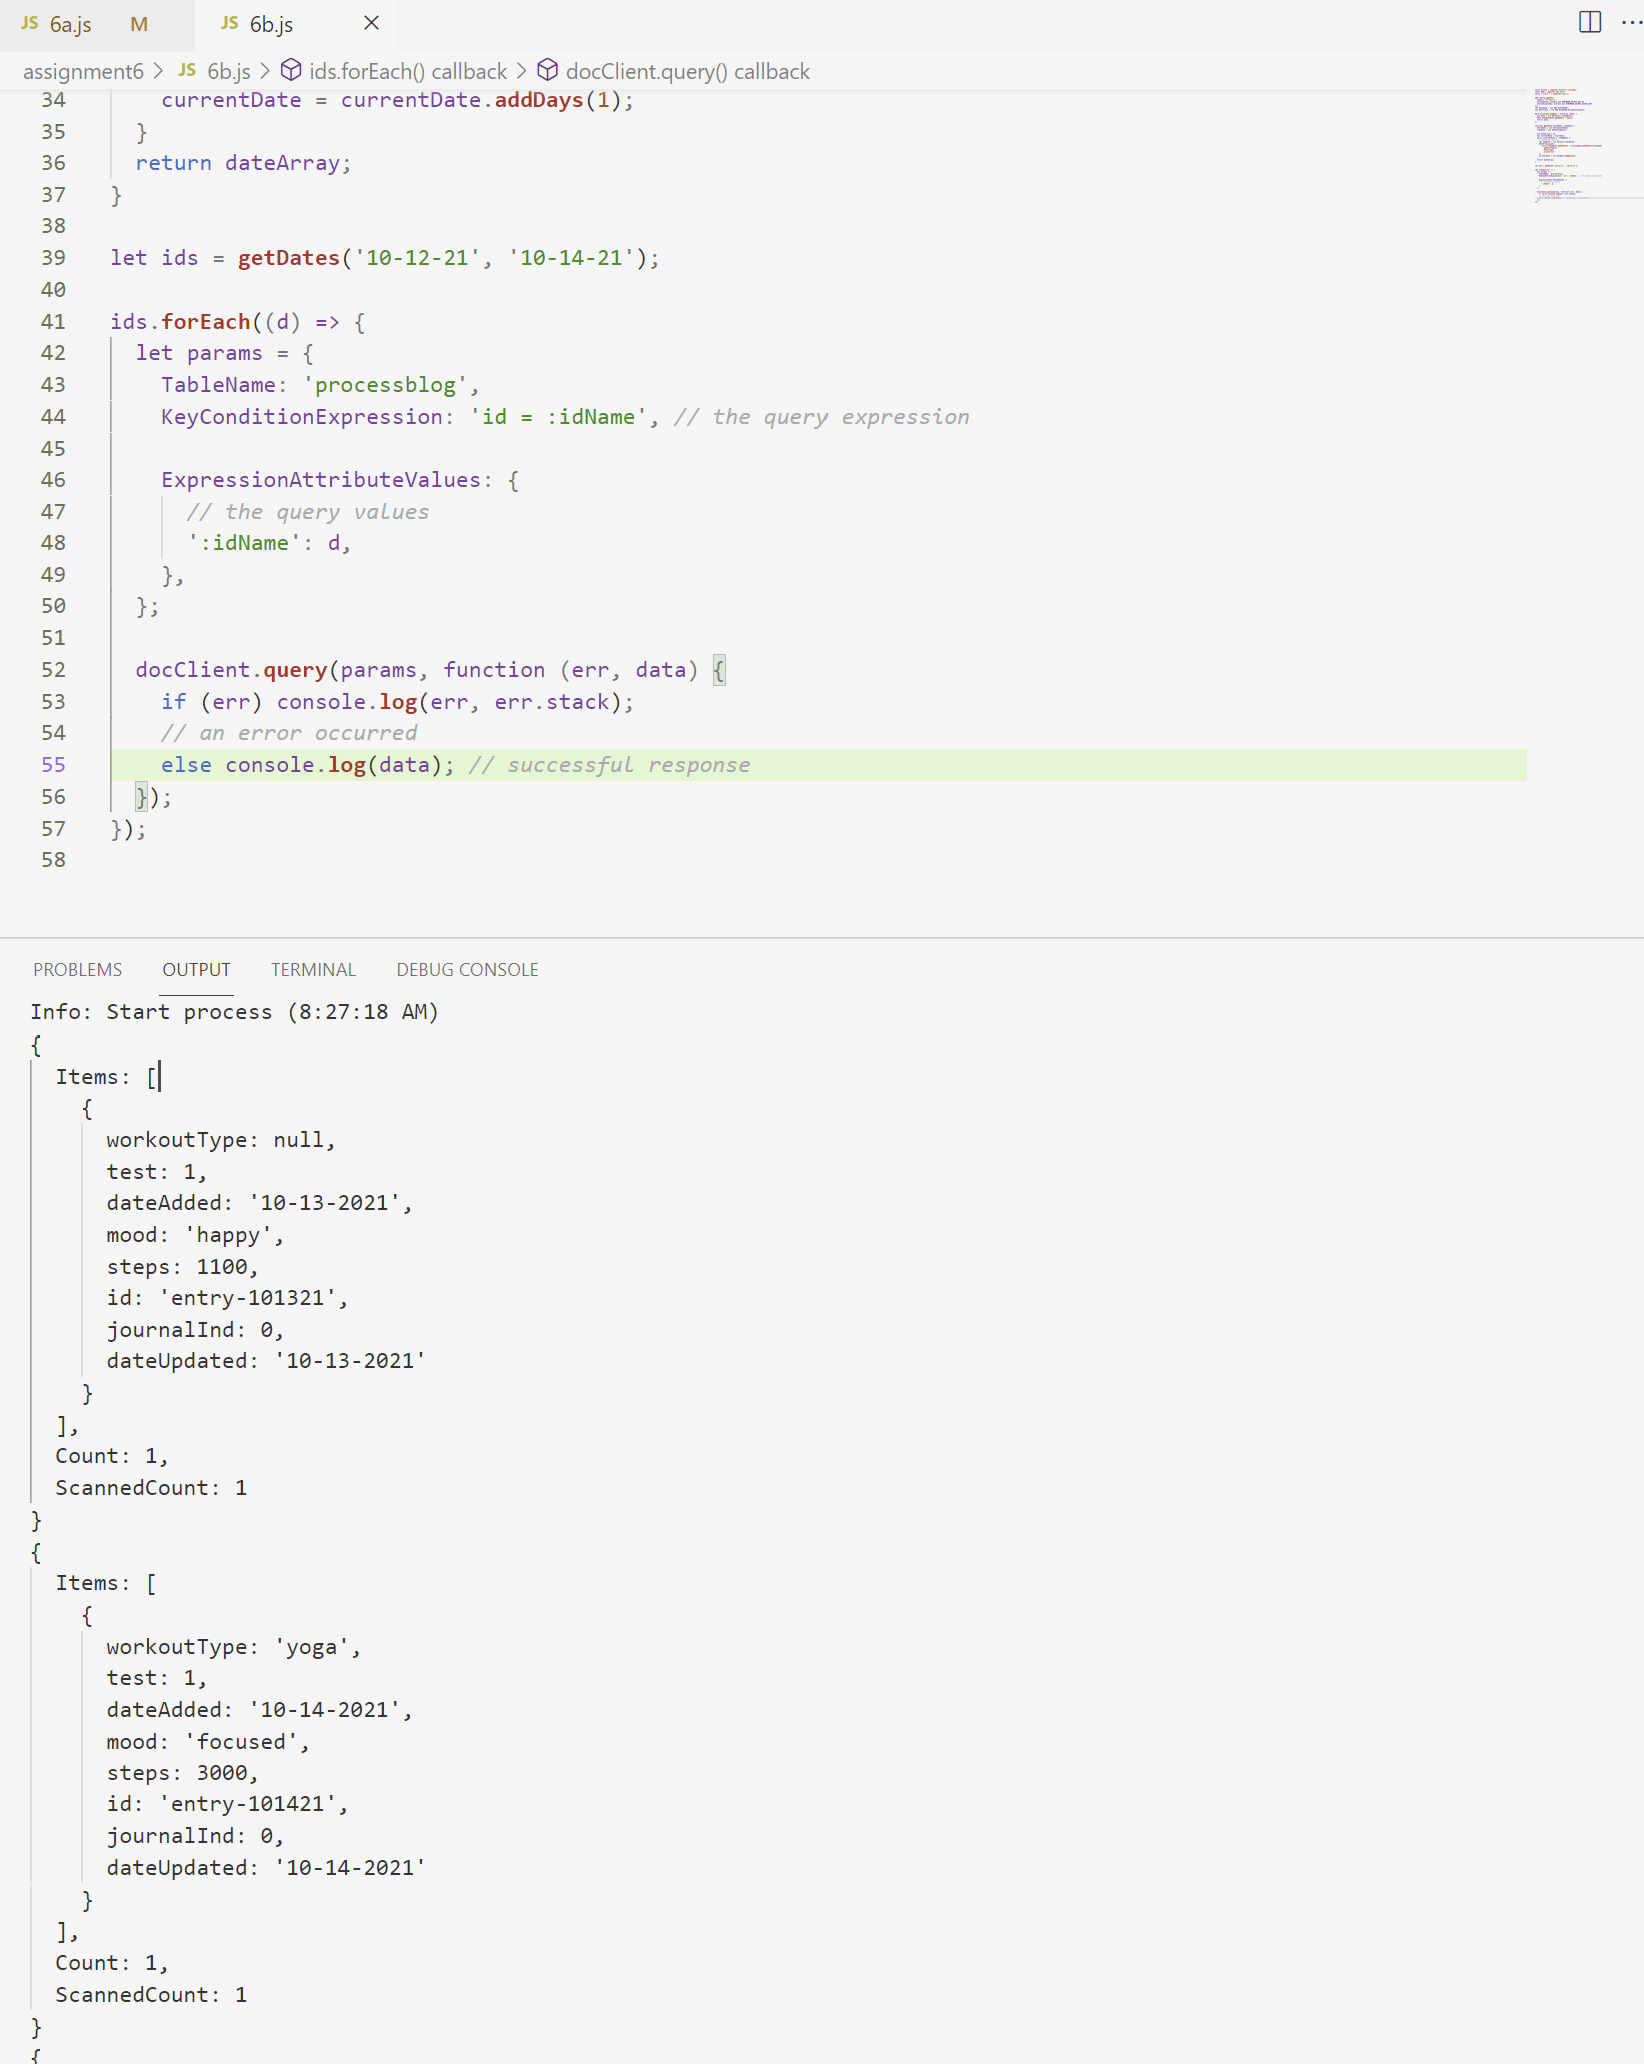 JS 6a.js M JS 6b.js
assignment6 > JS 6b.js > ids.forEach() callback > docClient.query() callback
34 currentDate = currentDate.addDays(1);
35 }
36 return dateArray;
37 }
38
39 let ids = getDates('10-12-21', '10-14-21');
40
41 ids.forEach((d) => {
42 let params = {
43 TableName: 'processblog',
44 KeyConditionExpression: 'id = :idName', // the query expression
45
46 ExpressionAttributeValues: {
47 // the query values
48 ':idName': d,
49 },
50 };
51
52 docClient.query(params, function (err, data) {
53 if (err) console.log(err, err.stack);
54 // an error occurred
55 else console.log(data); // successful response
56 });
57 });
58
PROBLEMS OUTPUT TERMINAL DEBUG CONSOLE
Info: Start process (8:27:18 AM)
{
Items: [
{
workoutType: null,
test: 1,
dateAdded: '10-13-2021',
mood: 'happy',
steps: 1100,
id: 'entry-101321',
journalInd: 0,
dateUpdated: '10-13-2021'
}
],
Count: 1,
ScannedCount: 1
}
{
Items: [
{
workoutType: 'yoga',
test: 1,
dateAdded: '10-14-2021',
mood: 'focused',
steps: 3000,
id: 'entry-101421',
journalInd: 0,
dateUpdated: '10-14-2021'
}
],
Count: 1,
ScannedCount: 1
}
{